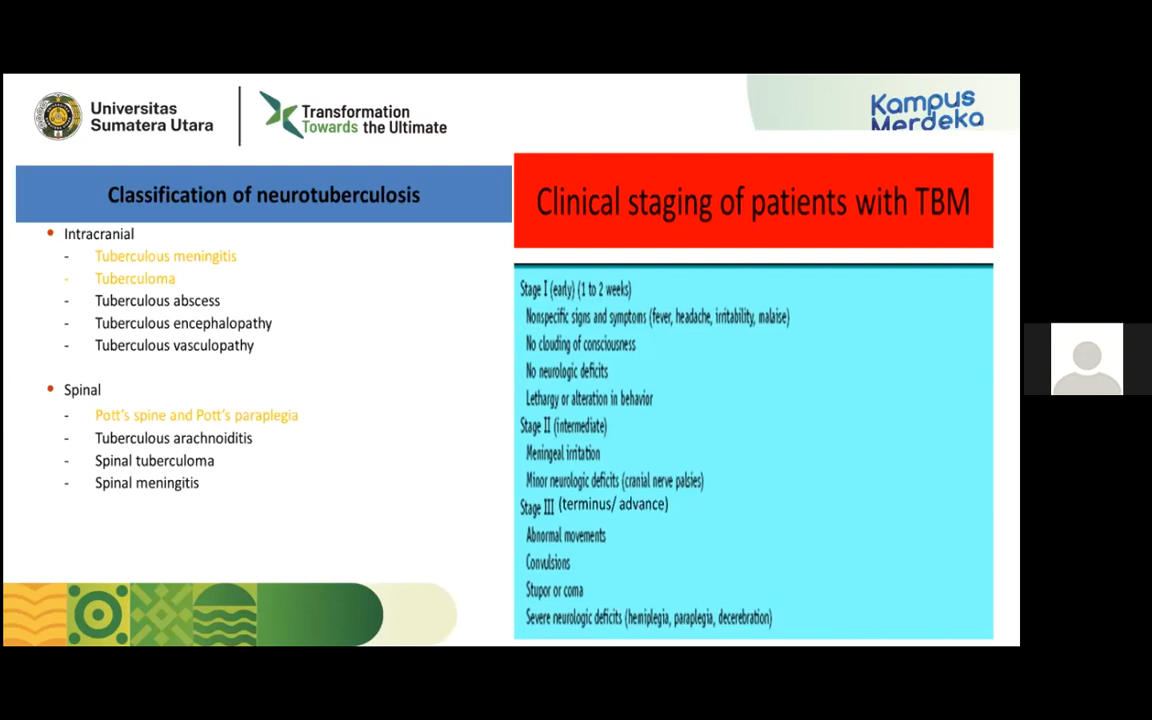 Universitas
Sumatera Utara
Transformation
Towards the Ultimate
Kampus
Merdeka
Classification of neurotuberculosis
• Intracranial
- Tuberculous meningitis
- Tuberculoma
- Tuberculous abscess
- Tuberculous encephalopathy
- Tuberculous vasculopathy
• Spinal
- Pott's spine and Pott's paraplegia
- Tuberculous arachnoiditis
- Spinal tuberculoma
- Spinal meningitis
Clinical staging of patients with TBM
Stage I (early) (1 to 2 weeks)
Nonspecific signs and symptoms (fever, headache, irritability, malaise)
No clouding of consciousness
No neurologic deficits
Lethargy or alteration in behavior
Stage II (intermediate)
Meningeal irritation
Minor neurologic deficits (cranial nerve palsies)
Stage III (terminus/ advance)
Abnormal movements
Convulsions
Stupor or coma
Severe neurologic deficits (hemiplegia, paraplegia, decerebration)